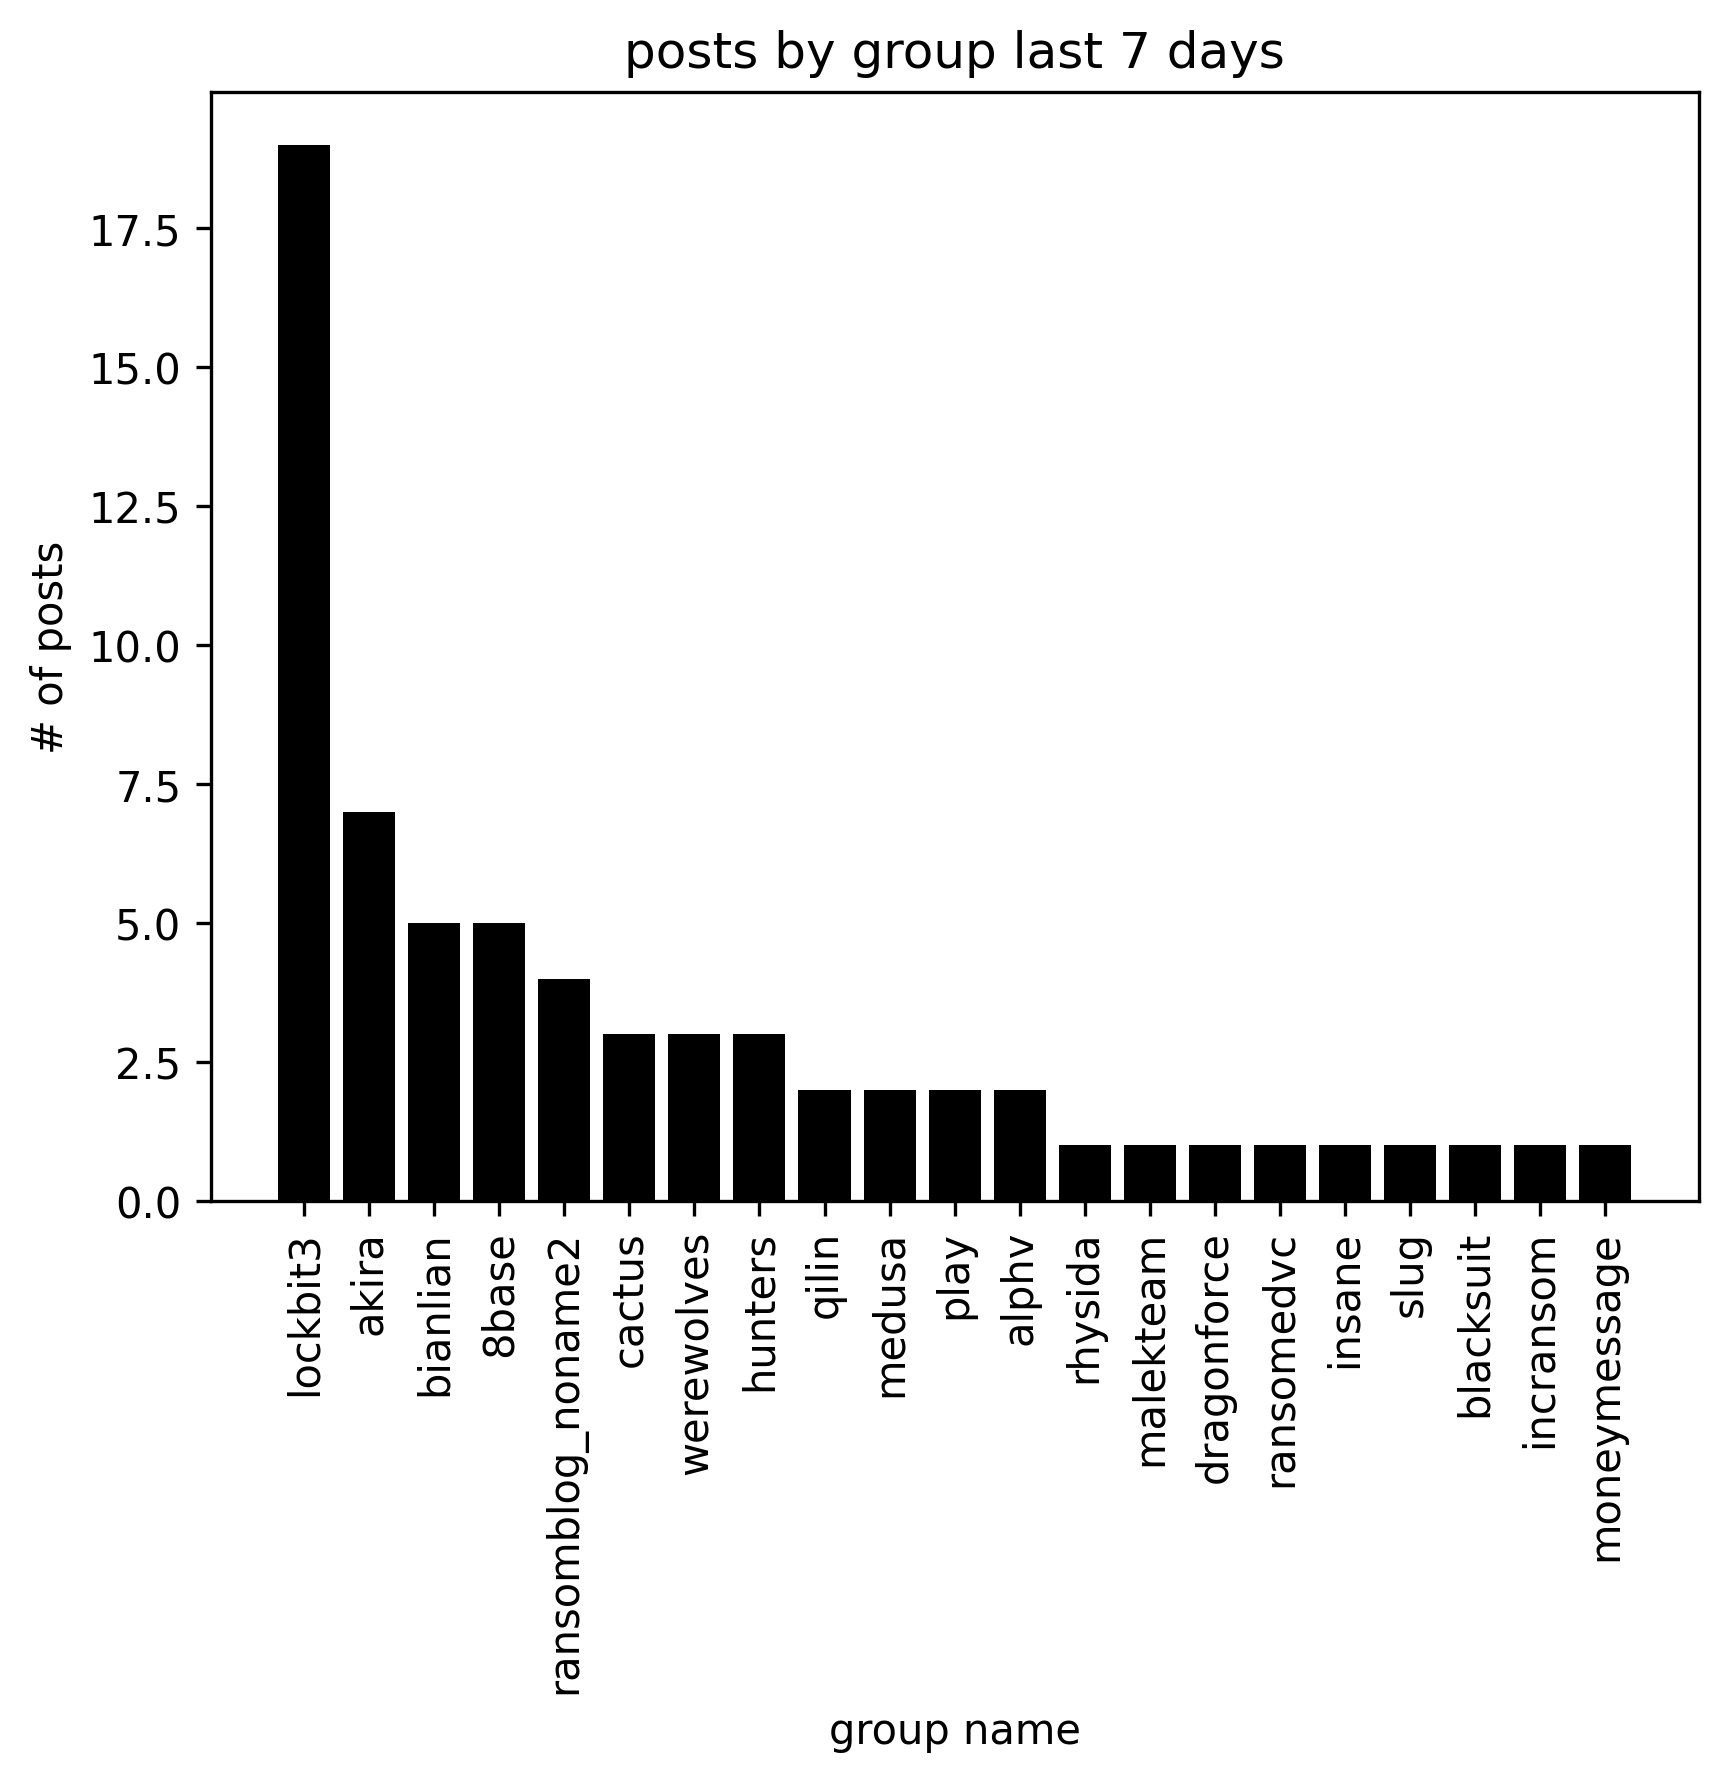 posts by group last 7 days
# of posts
17.5
15.0
12.5
10.0
7.5
5.0
2.5
0.0
lockbit3
akira
bianlian
8base
ransomblog_noname2
cactus
werewolves
hunters
qilin
medusa
play
alphv
rhysida
malekteam
dragonforce
ransomedvc
insane
slug
blacksuit
incransom
moneymessage
group name